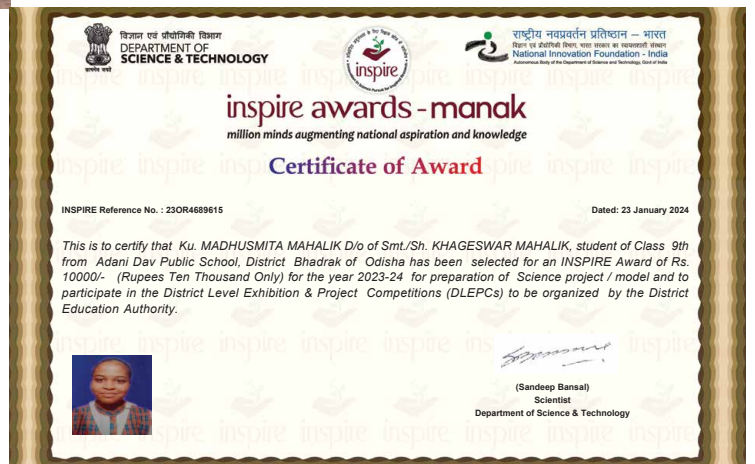 विज्ञान एवं प्रौद्योगिकी विभाग
DEPARTMENT OF
SCIENCE & TECHNOLOGY
सत्यमेव जयते
inspire
राष्ट्रीय नवप्रवर्तन प्रतिष्ठान – भारत
विज्ञान एवं प्रौद्योगिकी विभाग, भारत सरकार का स्वायत्तशासी संस्थान
National Innovation Foundation - India
Autonomous Body of the Department of Science and Technology, Govt of India
inspire awards - manak
million minds augmenting national aspiration and knowledge
Certificate of Award
INSPIRE Reference No. : 23OR4689615
Dated: 23 January 2024
This is to certify that Ku. MADHUSMITA MAHALIK D/o of Smt./Sh. KHAGESWAR MAHALIK, student of Class 9th
from Adani Dav Public School, District Bhadrak of Odisha has been selected for an INSPIRE Award of Rs.
10000/- (Rupees Ten Thousand Only) for the year 2023-24 for preparation of Science project / model and to
participate in the District Level Exhibition & Project Competitions (DLEPCs) to be organized by the District
Education Authority.
(Sandeep Bansal)
Scientist
Department of Science & Technology